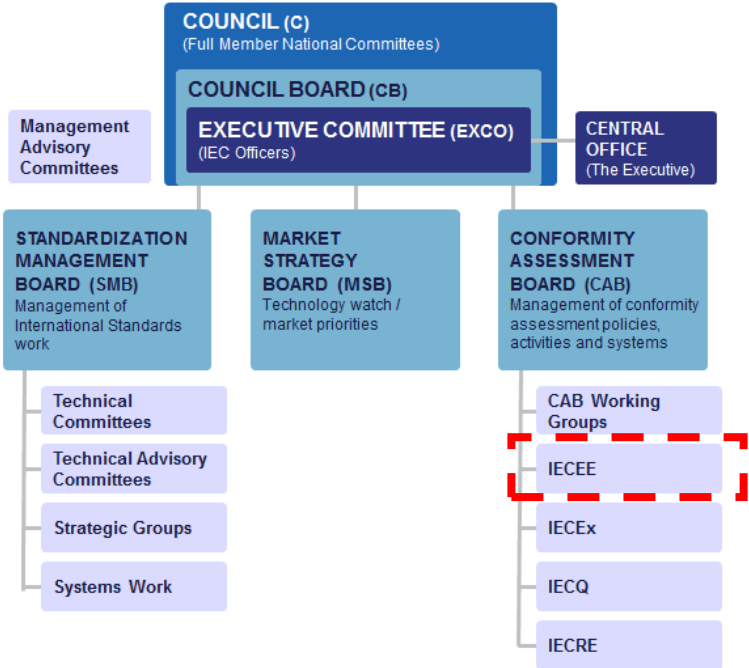 COUNCIL (C)
(Full Member National Committees)
COUNCIL BOARD (CB)
EXECUTIVE COMMITTEE (EXCO)
(IEC Officers)
Management
Advisory
Committees
CENTRAL
OFFICE
(The Executive)
STANDARDIZATION
MANAGEMENT
BOARD (SMB)
Management of
International Standards
work
MARKET
STRATEGY
BOARD (MSB)
Technology watch /
market priorities
CONFORMITY
ASSESSMENT
BOARD (CAB)
Management of conformity
assessment policies,
activities and systems
Technical
Committees
Technical Advisory
Committees
Strategic Groups
Systems Work
CAB Working
Groups
IECEE
IECEx
IECQ
IECRE